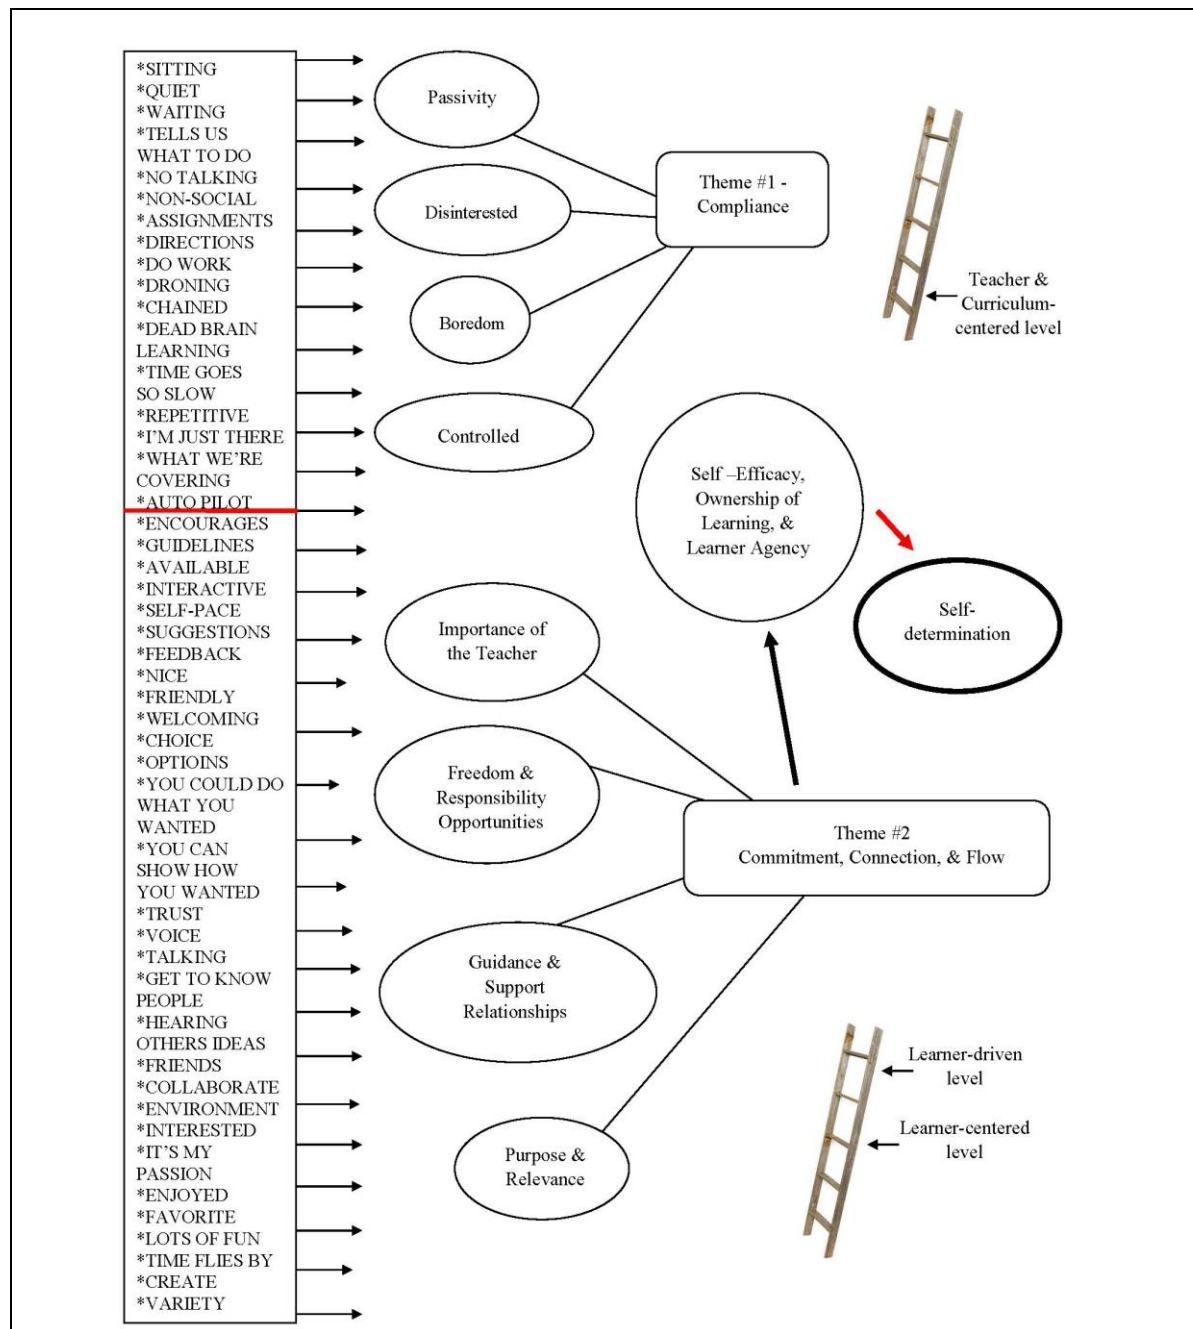 *SITTING
*QUIET
*WAITING
*TELLS US
WHAT TO DO
*NO TALKING
*NON-SOCIAL
*ASSIGNMENTS
*DIRECTIONS
*DO WORK
*DRONING
*CHAINED
*DEAD BRAIN
LEARNING
*TIME GOES
SO SLOW
*REPETITIVE
*I'M JUST THERE
*WHAT WE'RE
COVERING
*AUTO PILOT
*ENCOURAGES
*GUIDELINES
*AVAILABLE
*INTERACTIVE
*SELF-PACE
*SUGGESTIONS
*FEEDBACK
*NICE
*FRIENDLY
*WELCOMING
*CHOICE
*OPTIOINS
*YOU COULD DO
WHAT YOU
WANTED
*YOU CAN
SHOW HOW
YOU WANTED
*TRUST
*VOICE
*TALKING
*GET TO KNOW
PEOPLE
*HEARING
OTHERS IDEAS
*FRIENDS
*COLLABORATE
*ENVIRONMENT
*INTERESTED
*IT'S MY
PASSION
*ENJOYED
*FAVORITE
*LOTS OF FUN
*TIME FLIES BY
*CREATE
*VARIETY
Passivity
Disinterested
Boredom
Controlled
Theme #1 -
Compliance
Teacher &
Curriculum-
centered level
Self –Efficacy,
Ownership of
Learning, &
Learner Agency
Self-
determination
Importance of
the Teacher
Freedom &
Responsibility
Opportunities
Guidance &
Support
Relationships
Purpose &
Relevance
Theme #2
Commitment, Connection, & Flow
Learner-driven
level
Learner-centered
level